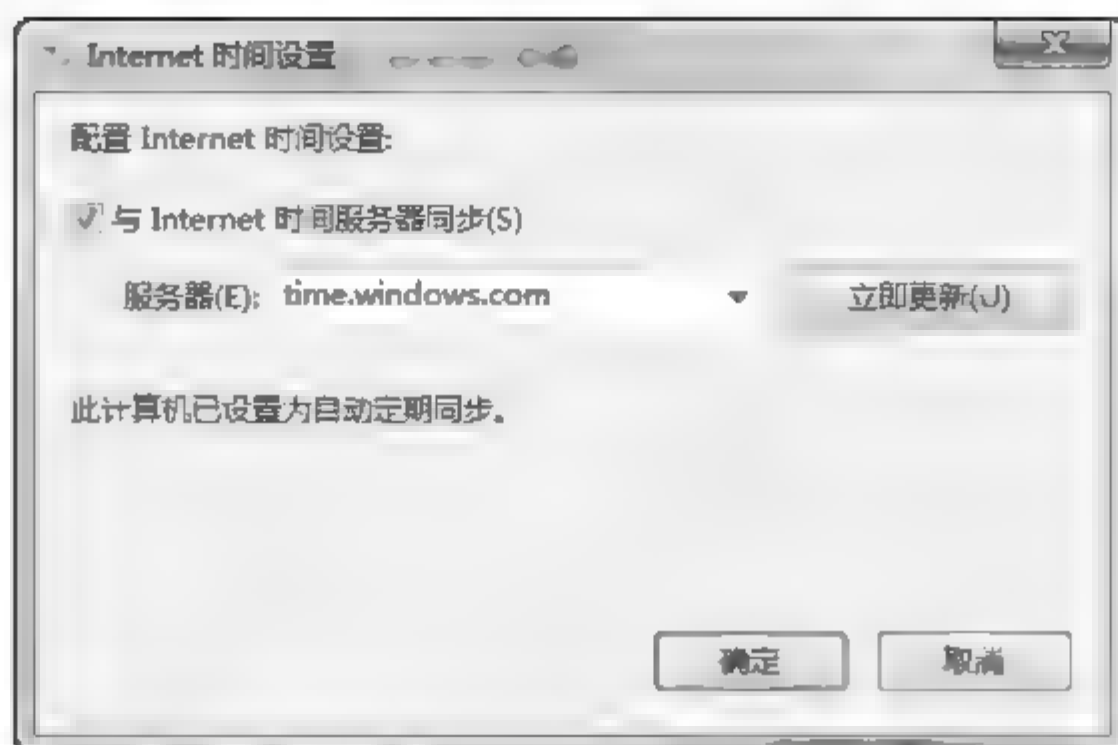 Internet 时间设置
配置 Internet 时间设置:
与 Internet 时间服务器同步(S)
服务器(E): time.windows.com 立即更新(U)
此计算机已设置为自动定期同步。
确定 取消